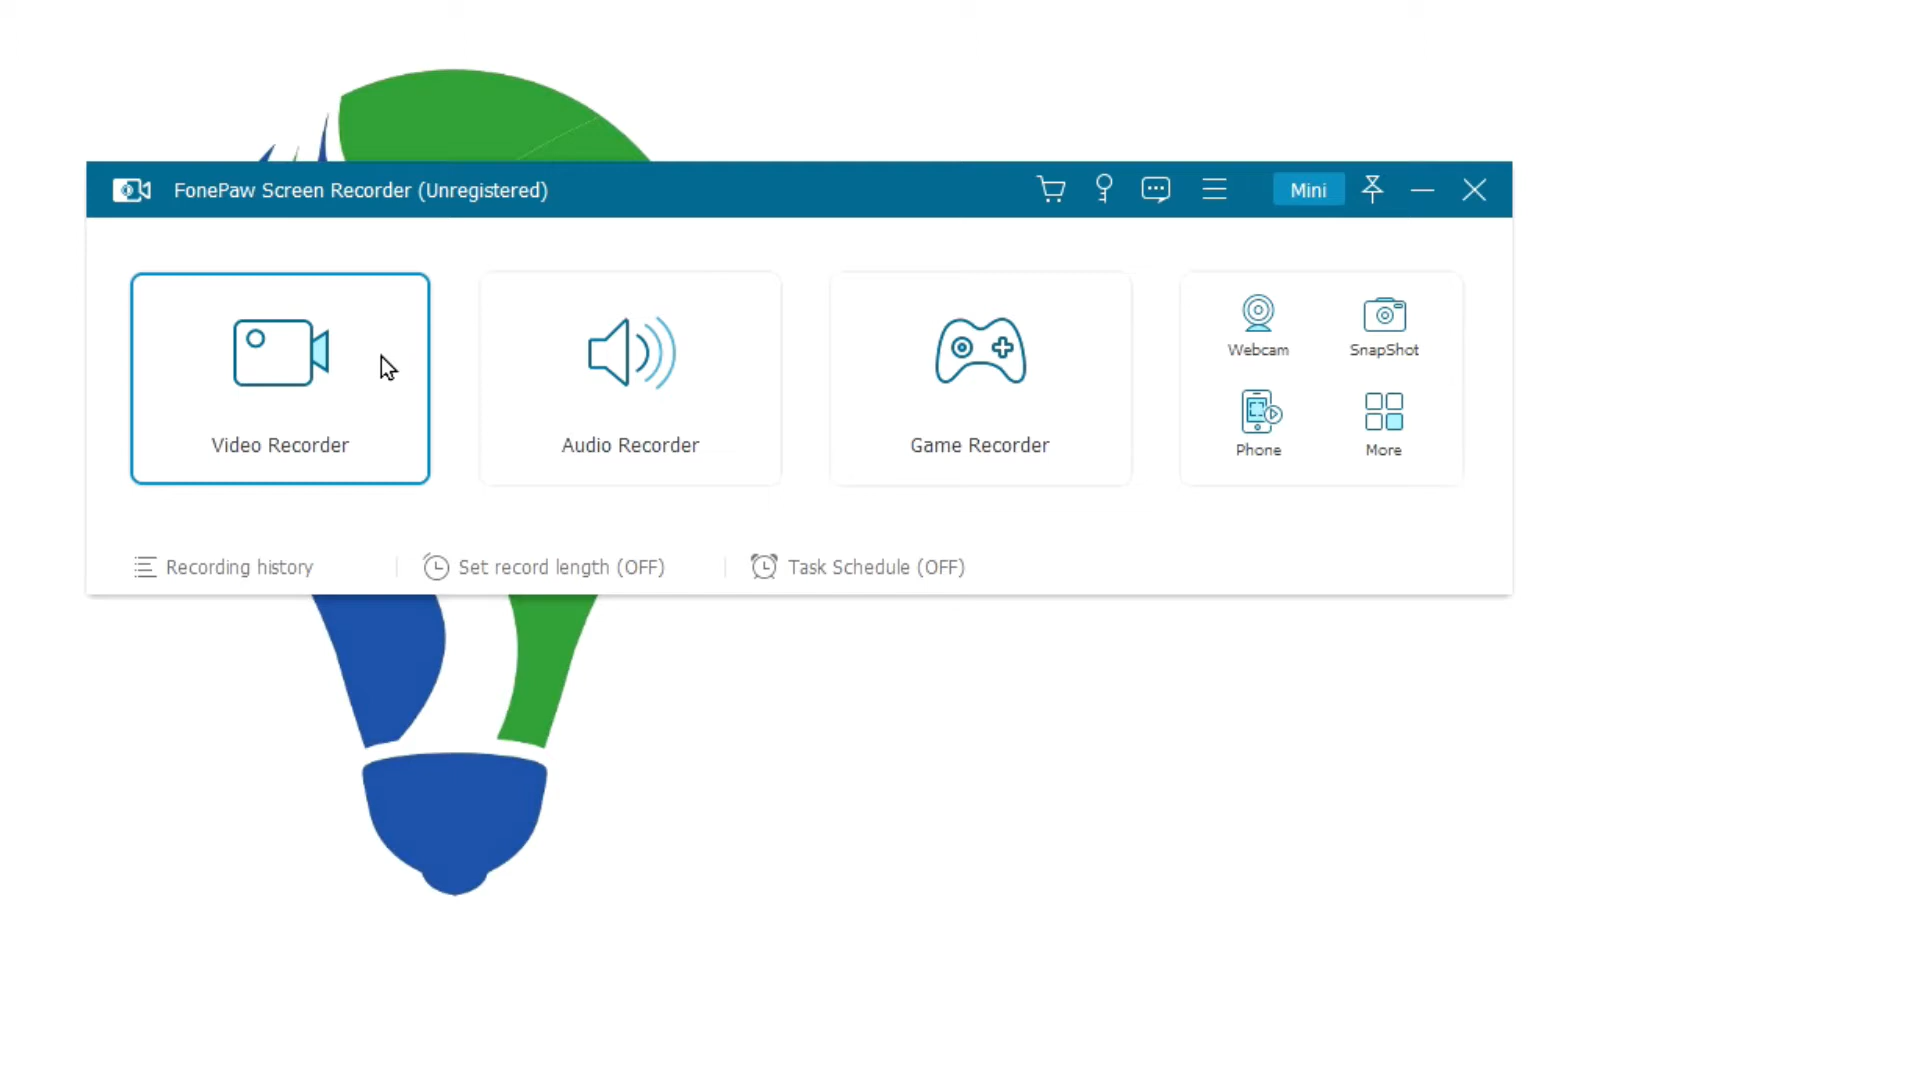 FonePaw Screen Recorder (Unregistered)
Mini
Video Recorder
Audio Recorder
Game Recorder
Webcam
SnapShot
Phone
More
Recording history
Set record length (OFF)
Task Schedule (OFF)